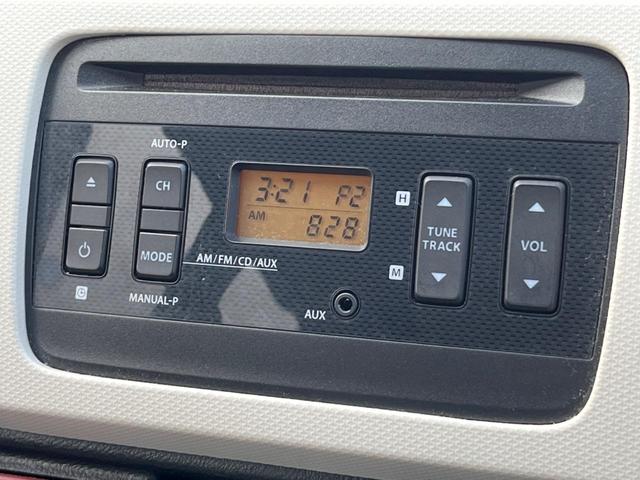 AUTO-P
CH
MODE
AM/FM/CD/AUX
MANUAL-P
3:21 P2
AM 828
AUX
H
M
TUNE
TRACK
VOL